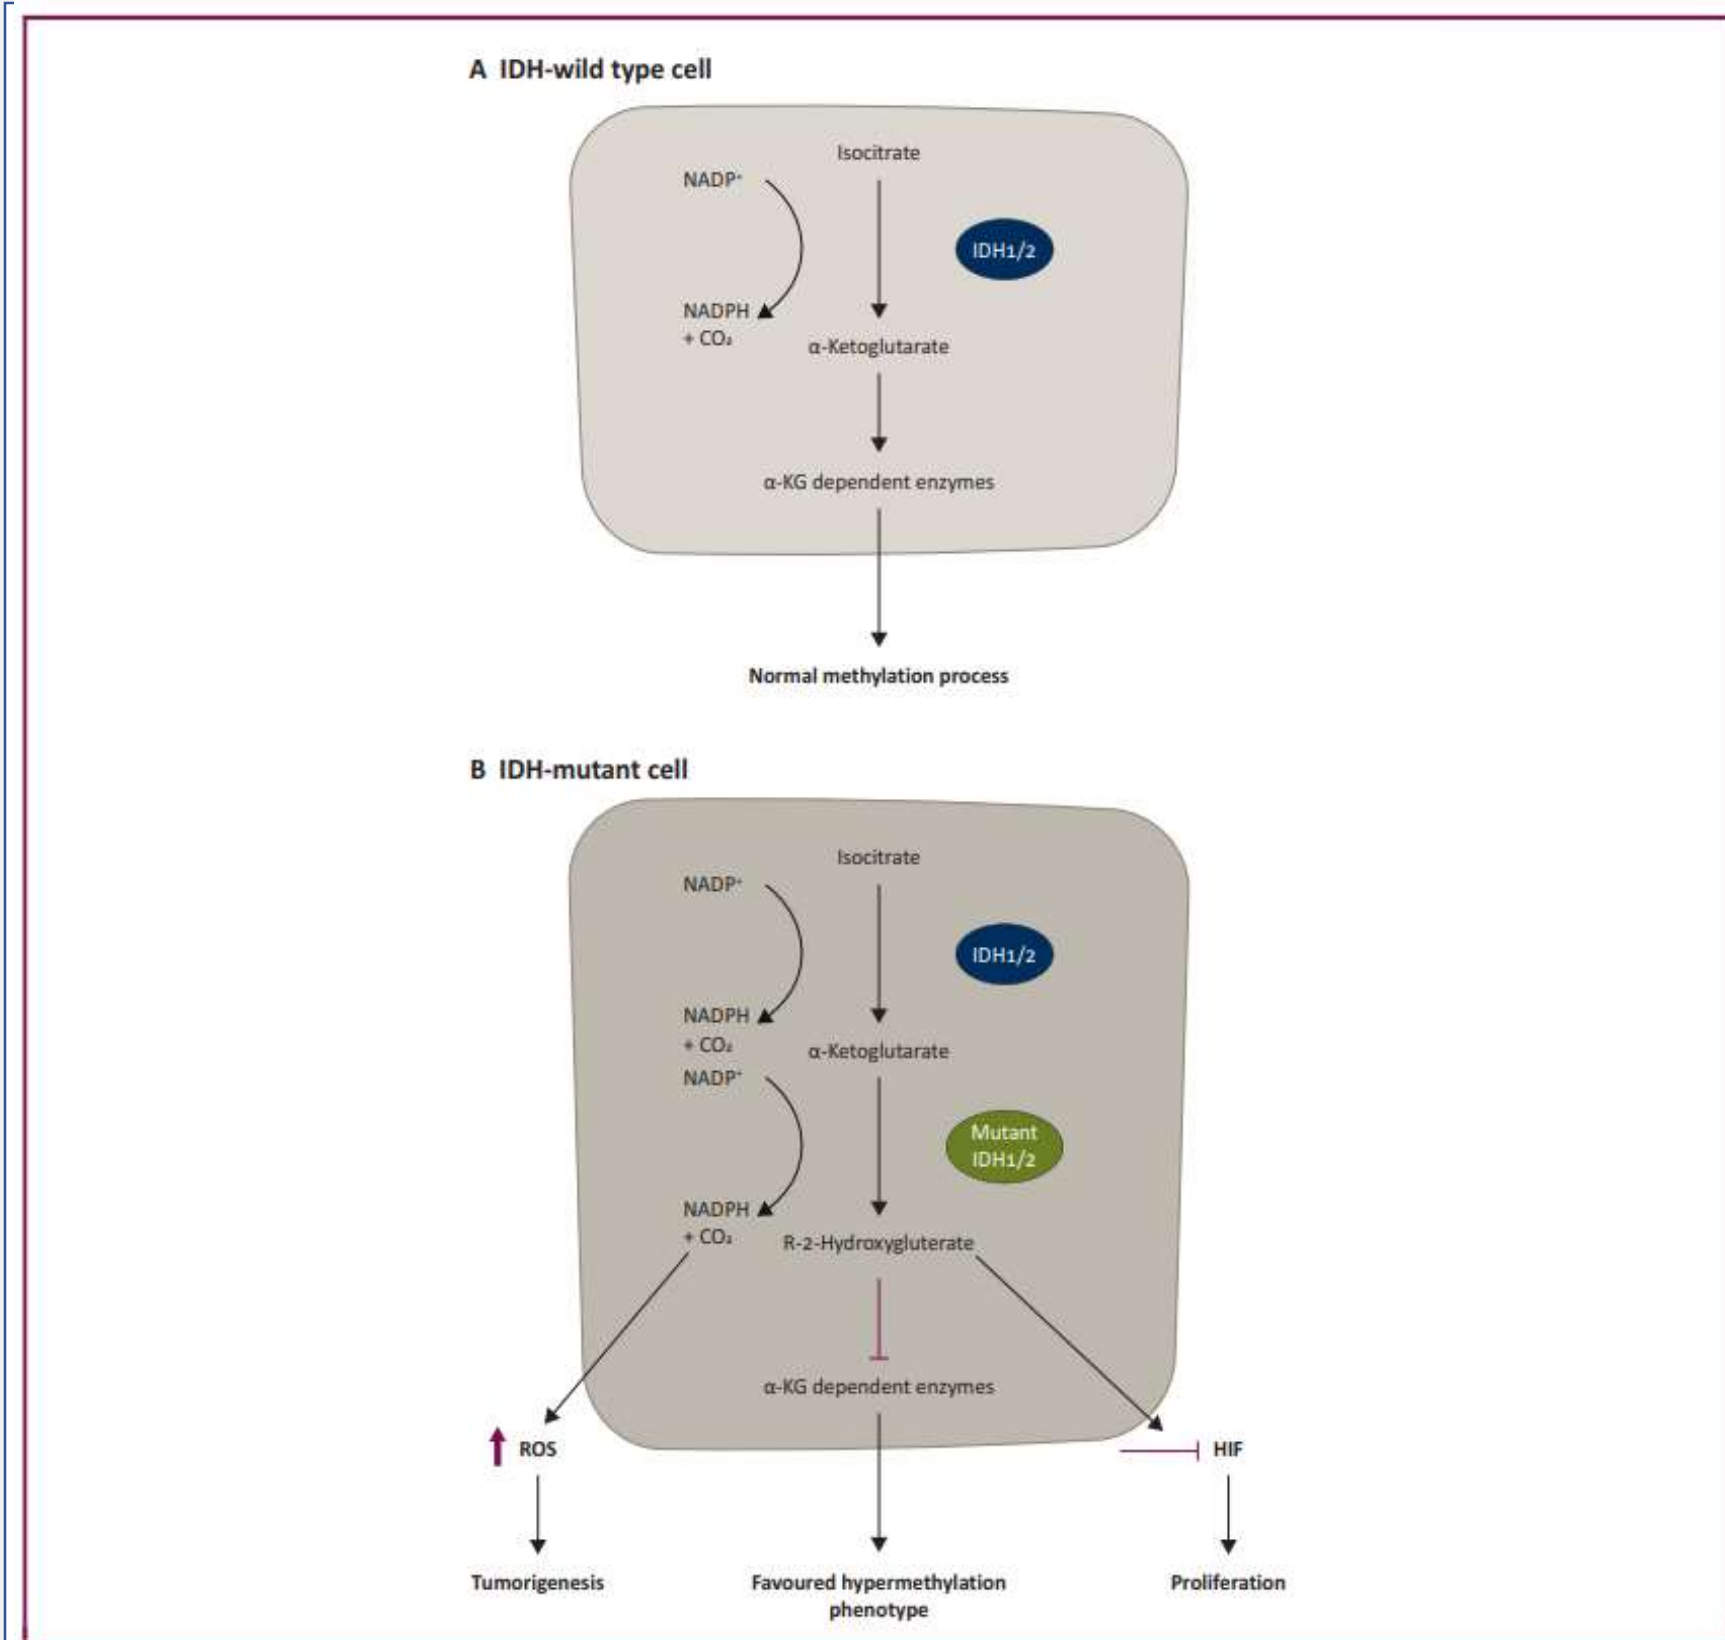 A IDH-wild type cell
Isocitrate
NADP⁺
IDH1/2
NADPH
+ CO₂
α-Ketoglutarate
α-KG dependent enzymes
Normal methylation process
B IDH-mutant cell
Isocitrate
NADP⁺
IDH1/2
NADPH
+ CO₂
α-Ketoglutarate
NADP⁺
Mutant
IDH1/2
NADPH
+ CO₂
R-2-Hydroxygluterate
α-KG dependent enzymes
ROS
HIF
Tumorigenesis
Favoured hypermethylation
phenotype
Proliferation